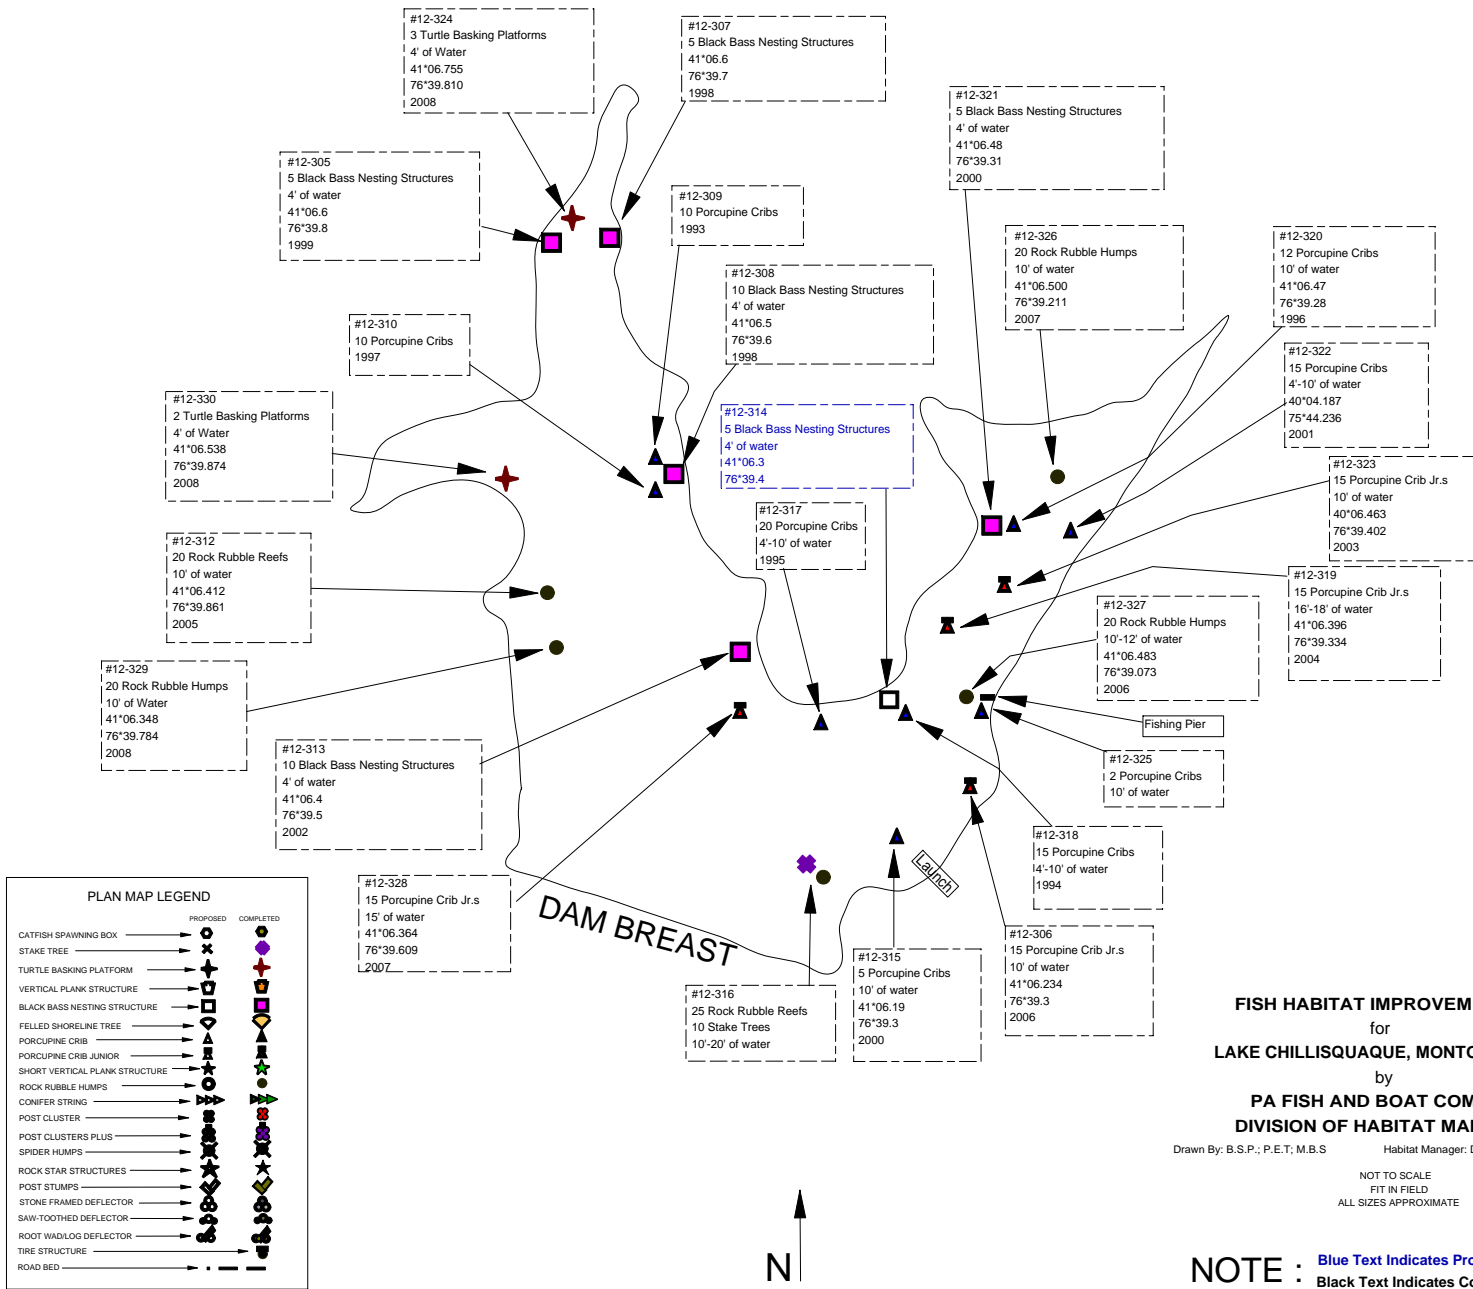 #12-324
3 Turtle Basking Platforms
4' of Water
41*06.755
76*39.810
2008
#12-307
5 Black Bass Nesting Structures
41*06.6
76*39.7
1998
#12-321
5 Black Bass Nesting Structures
4' of water
41*06.48
76*39.31
2000
#12-305
5 Black Bass Nesting Structures
4' of water
41*06.6
76*39.8
1999
#12-309
10 Porcupine Cribs
1993
#12-326
20 Rock Rubble Humps
10' of water
41*06.500
76*39.211
2007
#12-320
12 Porcupine Cribs
10' of water
41*06.47
76*39.28
1996
#12-308
10 Black Bass Nesting Structures
4' of water
41*06.5
76*39.6
1998
#12-310
10 Porcupine Cribs
1997
#12-322
15 Porcupine Cribs
4'-10' of water
40*04.187
75*44.236
2001
#12-330
2 Turtle Basking Platforms
4' of Water
41*06.538
76*39.874
2008
#12-314
5 Black Bass Nesting Structures
4' of water
41*06.3
76*39.4
#12-323
15 Porcupine Crib Jr.s
10' of water
40*06.463
76*39.402
2003
#12-317
20 Porcupine Cribs
4'-10' of water
1995
#12-312
20 Rock Rubble Reefs
10' of water
41*06.412
76*39.861
2005
#12-319
15 Porcupine Crib Jr.s
16'-18' of water
41*06.396
76*39.334
2004
#12-327
20 Rock Rubble Humps
10'-12' of water
41*06.483
76*39.073
2006
#12-329
20 Rock Rubble Humps
10' of Water
41*06.348
76*39.784
2008
Fishing Pier
#12-313
10 Black Bass Nesting Structures
4' of water
41*06.4
76*39.5
2002
#12-325
2 Porcupine Cribs
10' of water
#12-318
15 Porcupine Cribs
4'-10' of water
1994
Launch
#12-328
15 Porcupine Crib Jr.s
15' of water
41*06.364
76*39.609
2007
DAM BREAST
#12-306
15 Porcupine Crib Jr.s
10' of water
41*06.234
76*39.3
2006
#12-315
5 Porcupine Cribs
10' of water
41*06.19
76*39.3
2000
#12-316
25 Rock Rubble Reefs
10 Stake Trees
10'-20' of water
PLAN MAP LEGEND
PROPOSED COMPLETED
CATFISH SPAWNING BOX
STAKE TREE
TURTLE BASKING PLATFORM
VERTICAL PLANK STRUCTURE
BLACK BASS NESTING STRUCTURE
FELLED SHORELINE TREE
PORCUPINE CRIB
PORCUPINE CRIB JUNIOR
SHORT VERTICAL PLANK STRUCTURE
ROCK RUBBLE HUMPS
CONIFER STRING
POST CLUSTER
POST CLUSTERS PLUS
SPIDER HUMPS
ROCK STAR STRUCTURES
POST STUMPS
STONE FRAMED DEFLECTOR
SAW-TOOTHED DEFLECTOR
ROOT WAD/LOG DEFLECTOR
TIRE STRUCTURE
ROAD BED
FISH HABITAT IMPROVEM
for
LAKE CHILLISQUAQUE, MONTO
by
PA FISH AND BOAT COM
DIVISION OF HABITAT MA
Drawn By: B.S.P.; P.E.T; M.B.S Habitat Manager:
NOT TO SCALE
FIT IN FIELD
ALL SIZES APPROXIMATE
N
NOTE : Blue Text Indicates Pro
Black Text Indicates Co